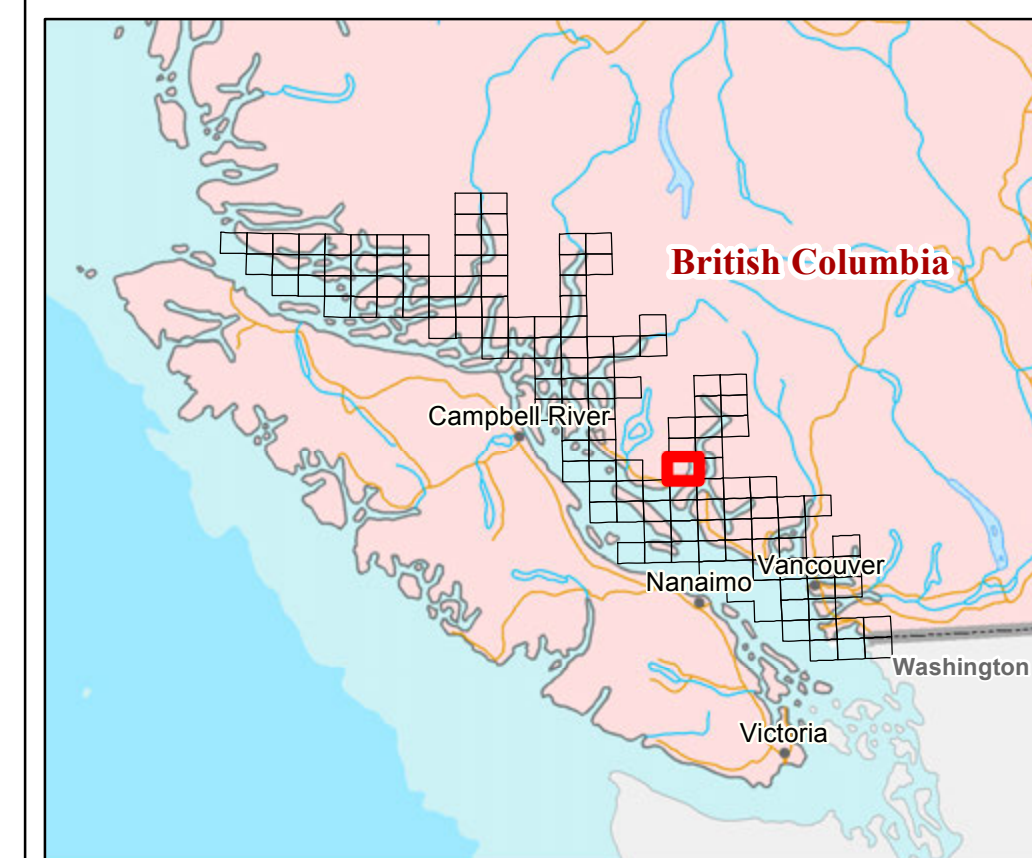 British Columbia
Campbell River
Vancouver
Nanaimo
Washington
Victoria